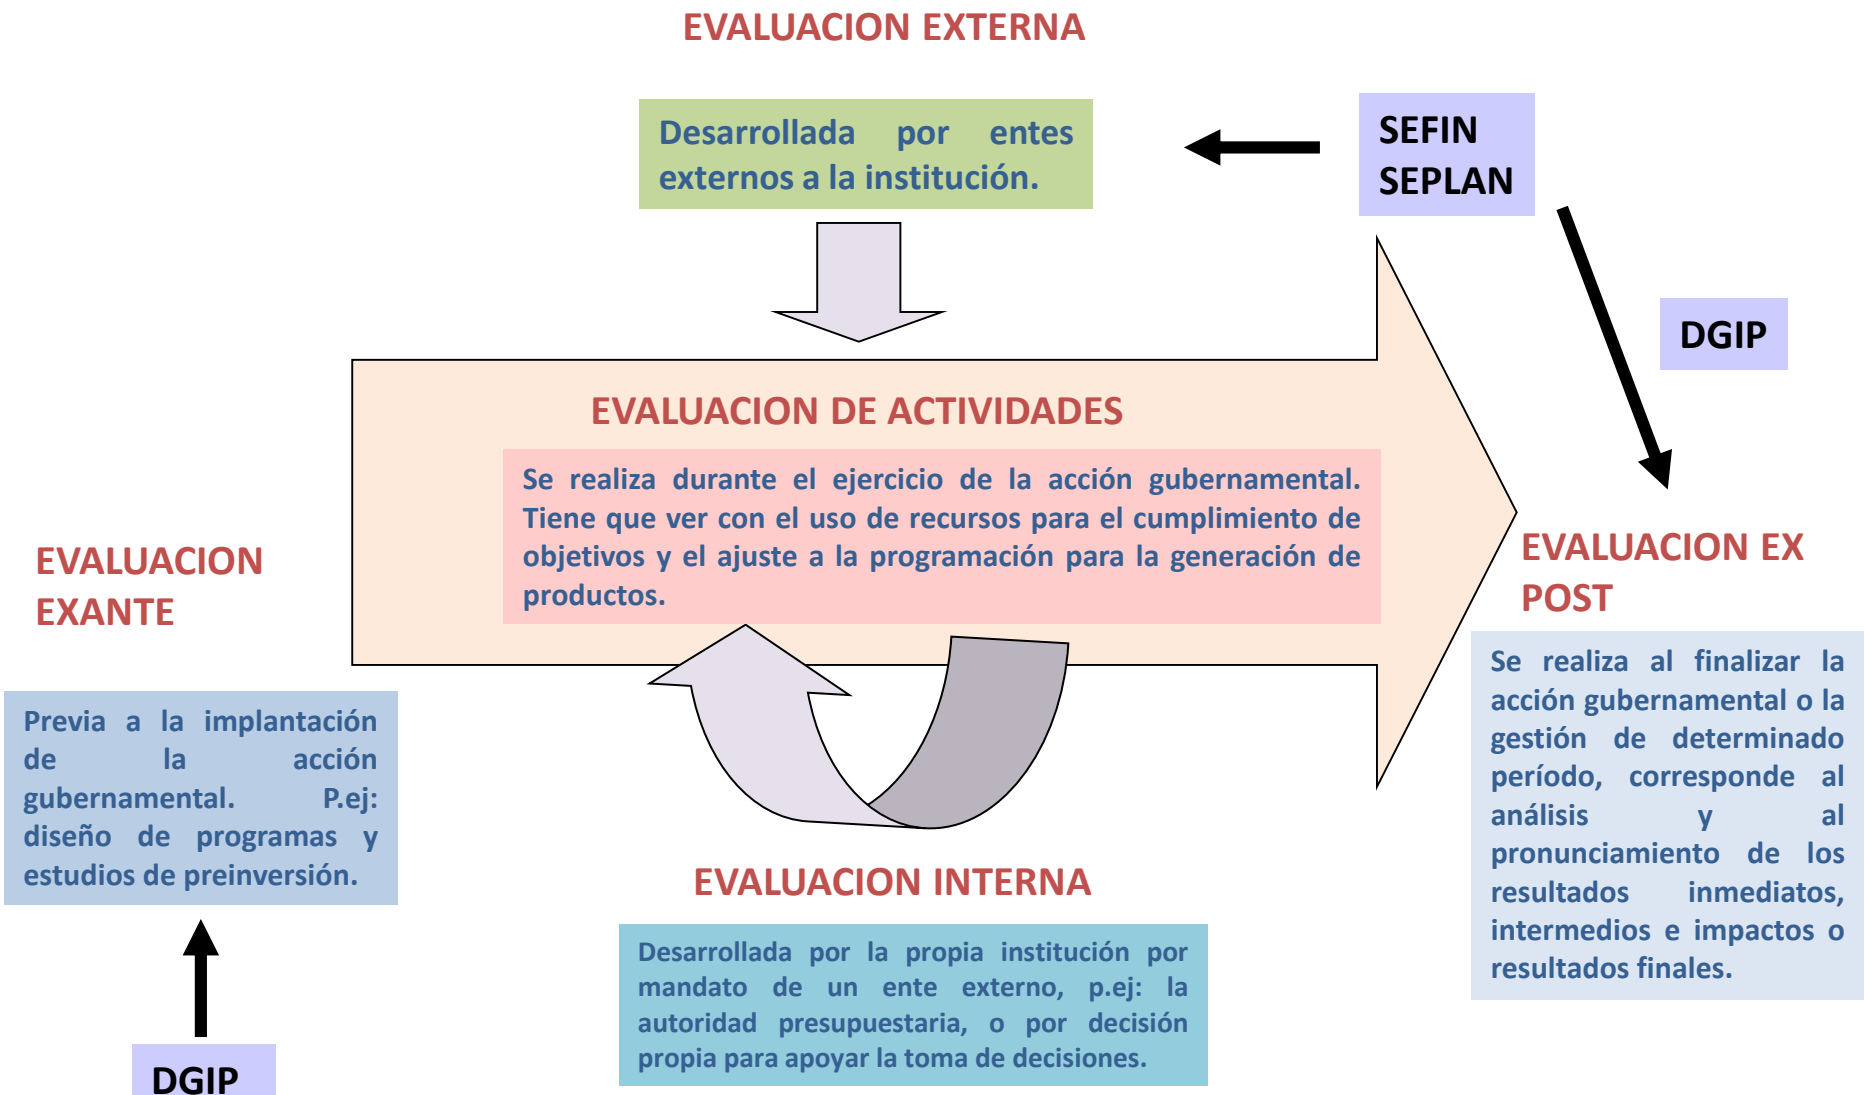 EVALUACION EXTERNA
Desarrollada por entes
externos a la institución.
SEFIN
SEPLAN
DGIP
EVALUACION DE ACTIVIDADES
Se realiza durante el ejercicio de la acción gubernamental.
Tiene que ver con el uso de recursos para el cumplimiento de
objetivos y el ajuste a la programación para la generación de
productos.
EVALUACION
EXANTE
Previa a la implantación
de la acción
gubernamental. P.ej:
diseño de programas y
estudios de preinversión.
DGIP
EVALUACION INTERNA
Desarrollada por la propia institución por
mandato de un ente externo, p.ej: la
autoridad presupuestaria, o por decisión
propia para apoyar la toma de decisiones.
EVALUACION EX
POST
Se realiza al finalizar la
acción gubernamental o la
gestión de determinado
período, corresponde al
análisis y al
pronunciamiento de los
resultados inmediatos,
intermedios e impactos o
resultados finales.